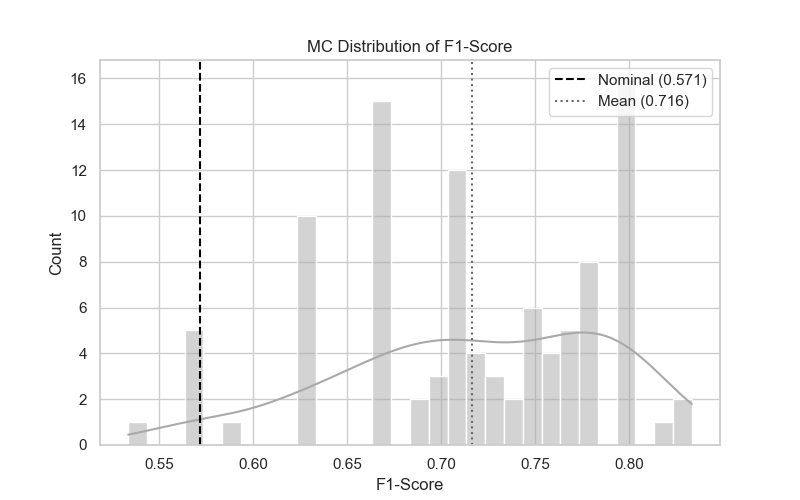 MC Distribution of F1-Score
Nominal (0.571)
Mean (0.716)
Count
16
14
12
10
8
6
4
2
0
0.55 0.60 0.65 0.70 0.75 0.80
F1-Score